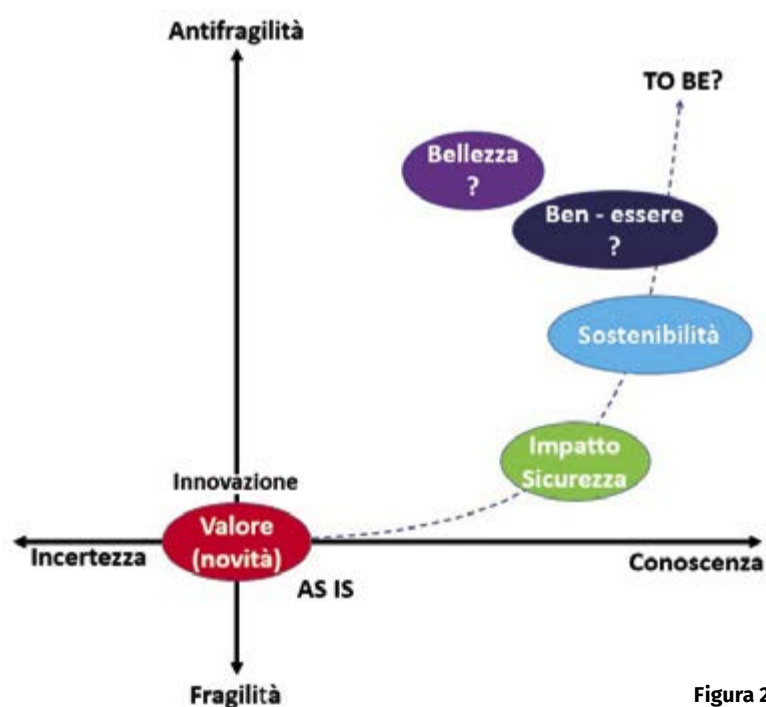 Antifragilità
TO BE?
Bellezza
?
Ben - essere
?
Sostenibilità
Impatto
Sicurezza
Innovazione
Valore
(novità)
Incertezza
Conoscenza
AS IS
Fragilità
Figura 2